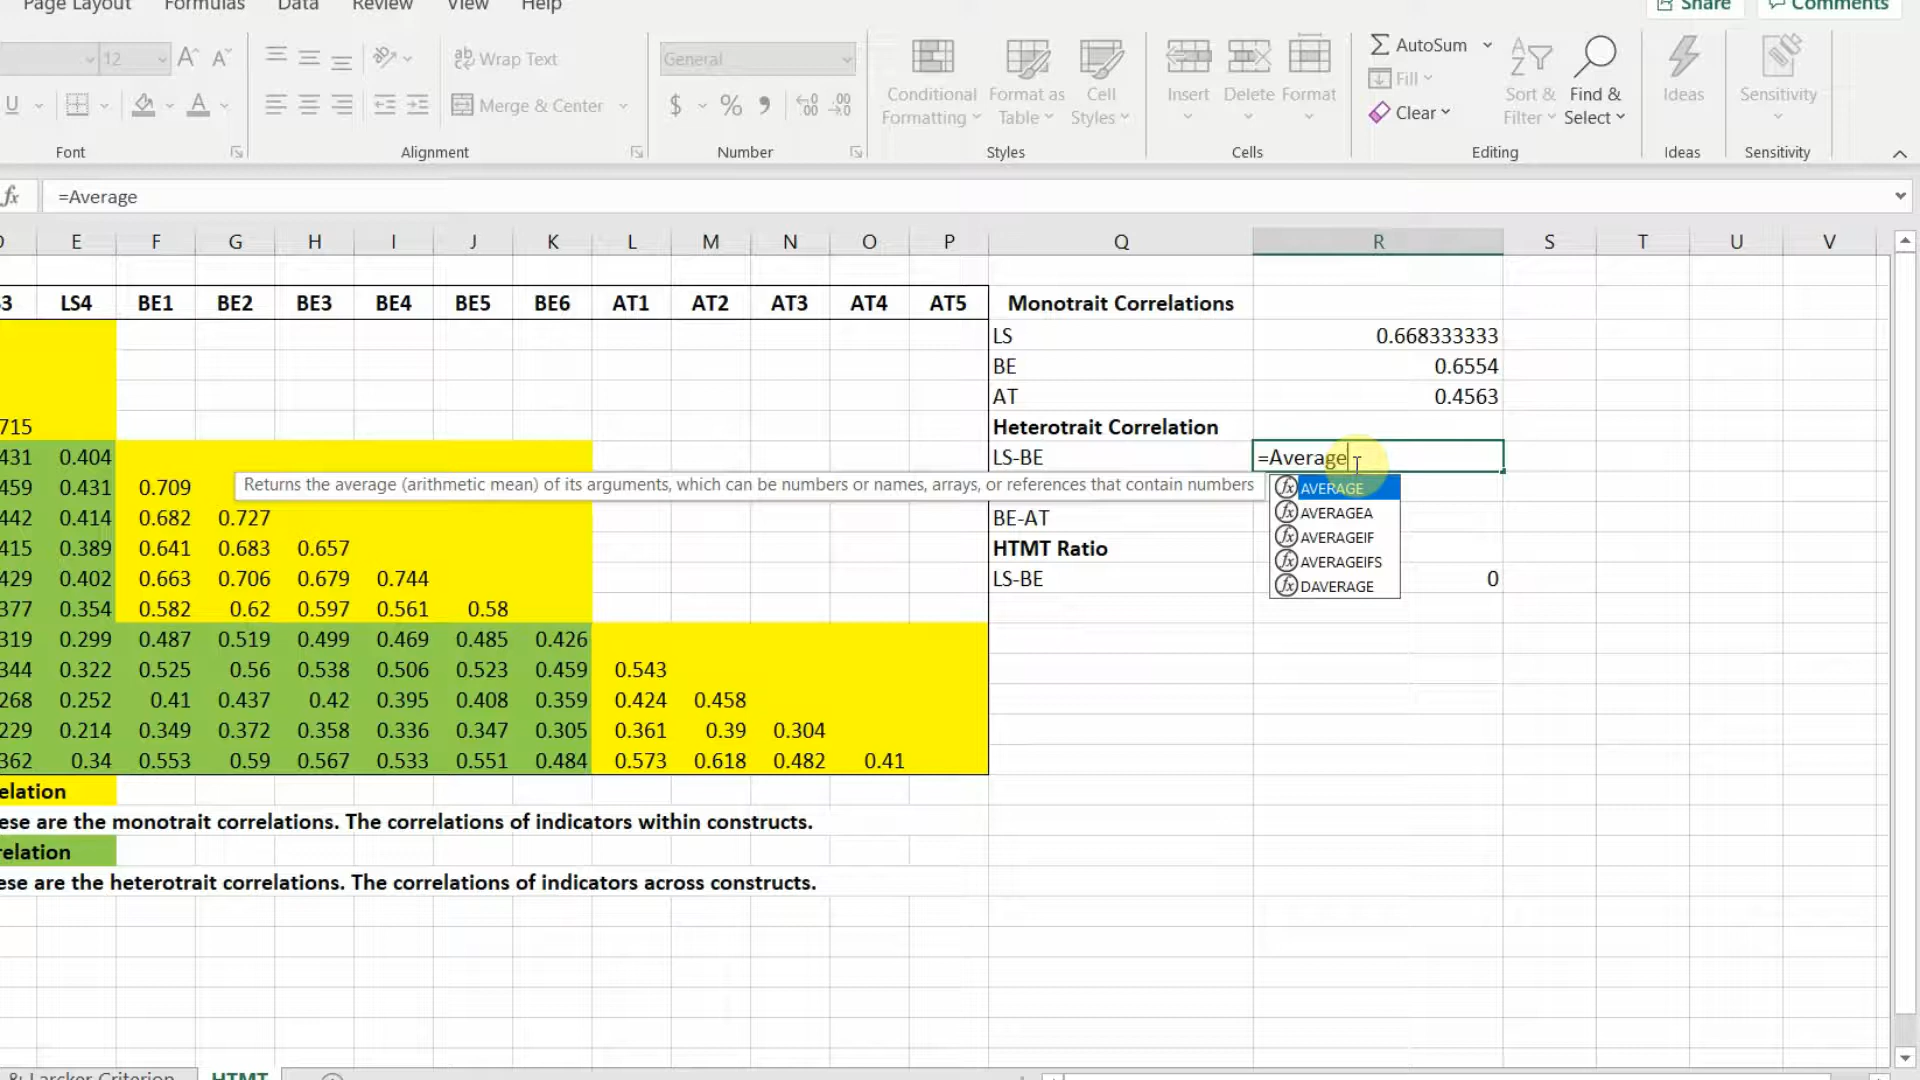 Page Layout Formulas Data Review View Help Share Comments
12 Wrap Text General AutoSum
Conditional Format as Cell Insert Delete Format Fill Sort & Find & Ideas Sensitivity
U Merge & Center $ % Formatting Table Styles Clear Filter Select
Font Alignment Number Styles Cells Editing Ideas Sensitivity
fx =Average
E F G H I J K L M N O P Q R S T U V
LS4 BE1 BE2 BE3 BE4 BE5 BE6 AT1 AT2 AT3 AT4 AT5 Monotrait Correlations
LS 0.668333333
BE 0.6554
AT 0.4563
715 Heterotrait Correlation
431 0.404 LS-BE =Average
459 0.431 0.709
Returns the average (arithmetic mean) of its arguments, which can be numbers or names, arrays, or references that contain numbers
AVERAGE
AVERAGEA
AVERAGEIF
AVERAGEIFS
DAVERAGE
442 0.414 0.682 0.727 BE-AT
415 0.389 0.641 0.683 0.657 HTMT Ratio
429 0.402 0.663 0.706 0.679 0.744 LS-BE 0
377 0.354 0.582 0.62 0.597 0.561 0.58
319 0.299 0.487 0.519 0.499 0.469 0.485 0.426
344 0.322 0.525 0.56 0.538 0.506 0.523 0.459 0.543
268 0.252 0.41 0.437 0.42 0.395 0.408 0.359 0.424 0.458
229 0.214 0.349 0.372 0.358 0.336 0.347 0.305 0.361 0.39 0.304
362 0.34 0.553 0.59 0.567 0.533 0.551 0.484 0.573 0.618 0.482 0.41
elation
ese are the monotrait correlations. The correlations of indicators within constructs.
relation
ese are the heterotrait correlations. The correlations of indicators across constructs.
& Larcker Criterion HTMT